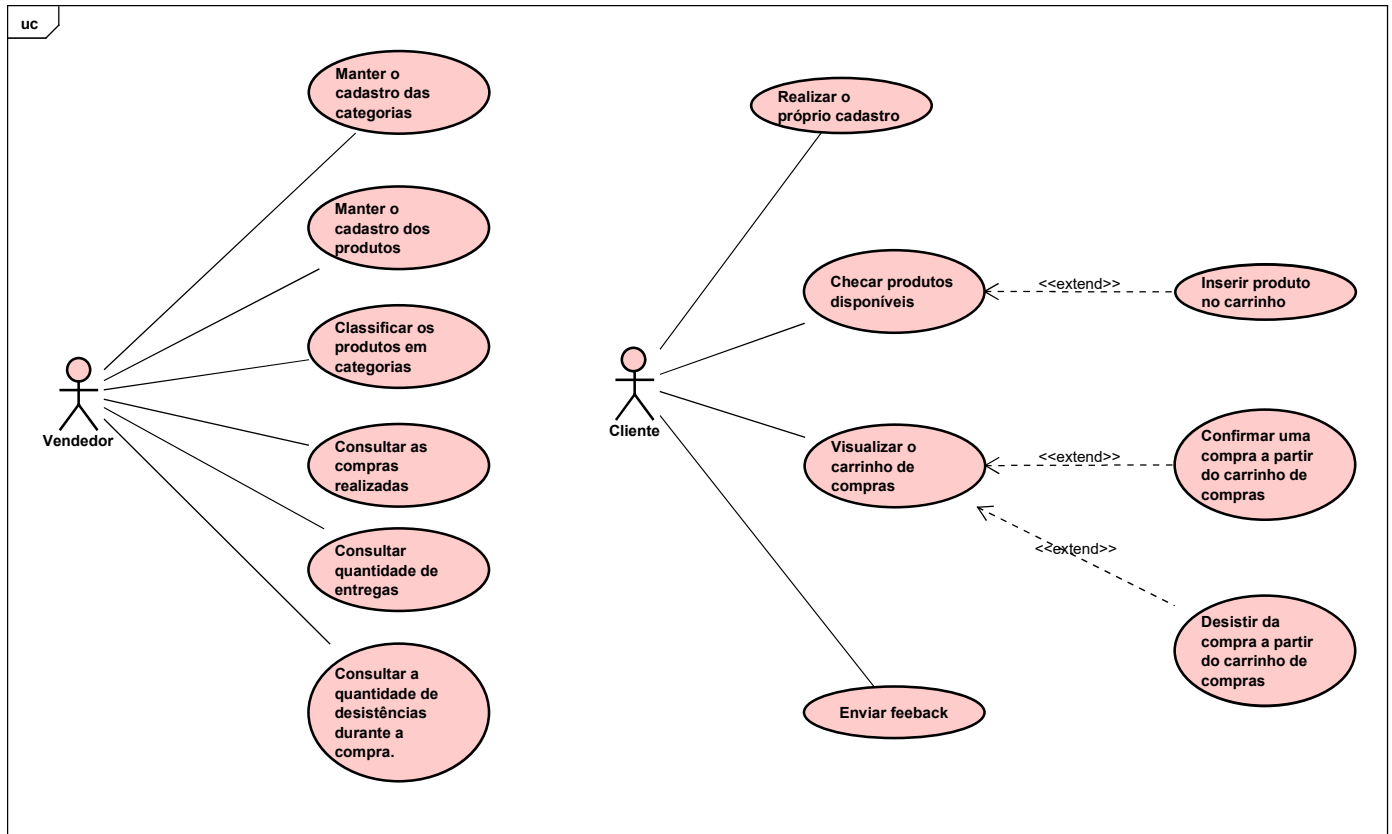 uc
Manter o
cadastro das
categorias
Manter o
cadastro dos
produtos
Classificar os
produtos em
categorias
Vendedor
Consultar as
compras
realizadas
Consultar
quantidade de
entregas
Consultar a
quantidade de
desistências
durante a
compra.
Realizar o
próprio cadastro
Checar produtos
disponíveis
<<extend>>
Inserir produto
no carrinho
Cliente
Visualizar o
carrinho de
compras
<<extend>>
Confirmar uma
compra a partir
do carrinho de
compras
<<extend>>
Desistir da
compra a partir
do carrinho de
compras
Enviar feeback